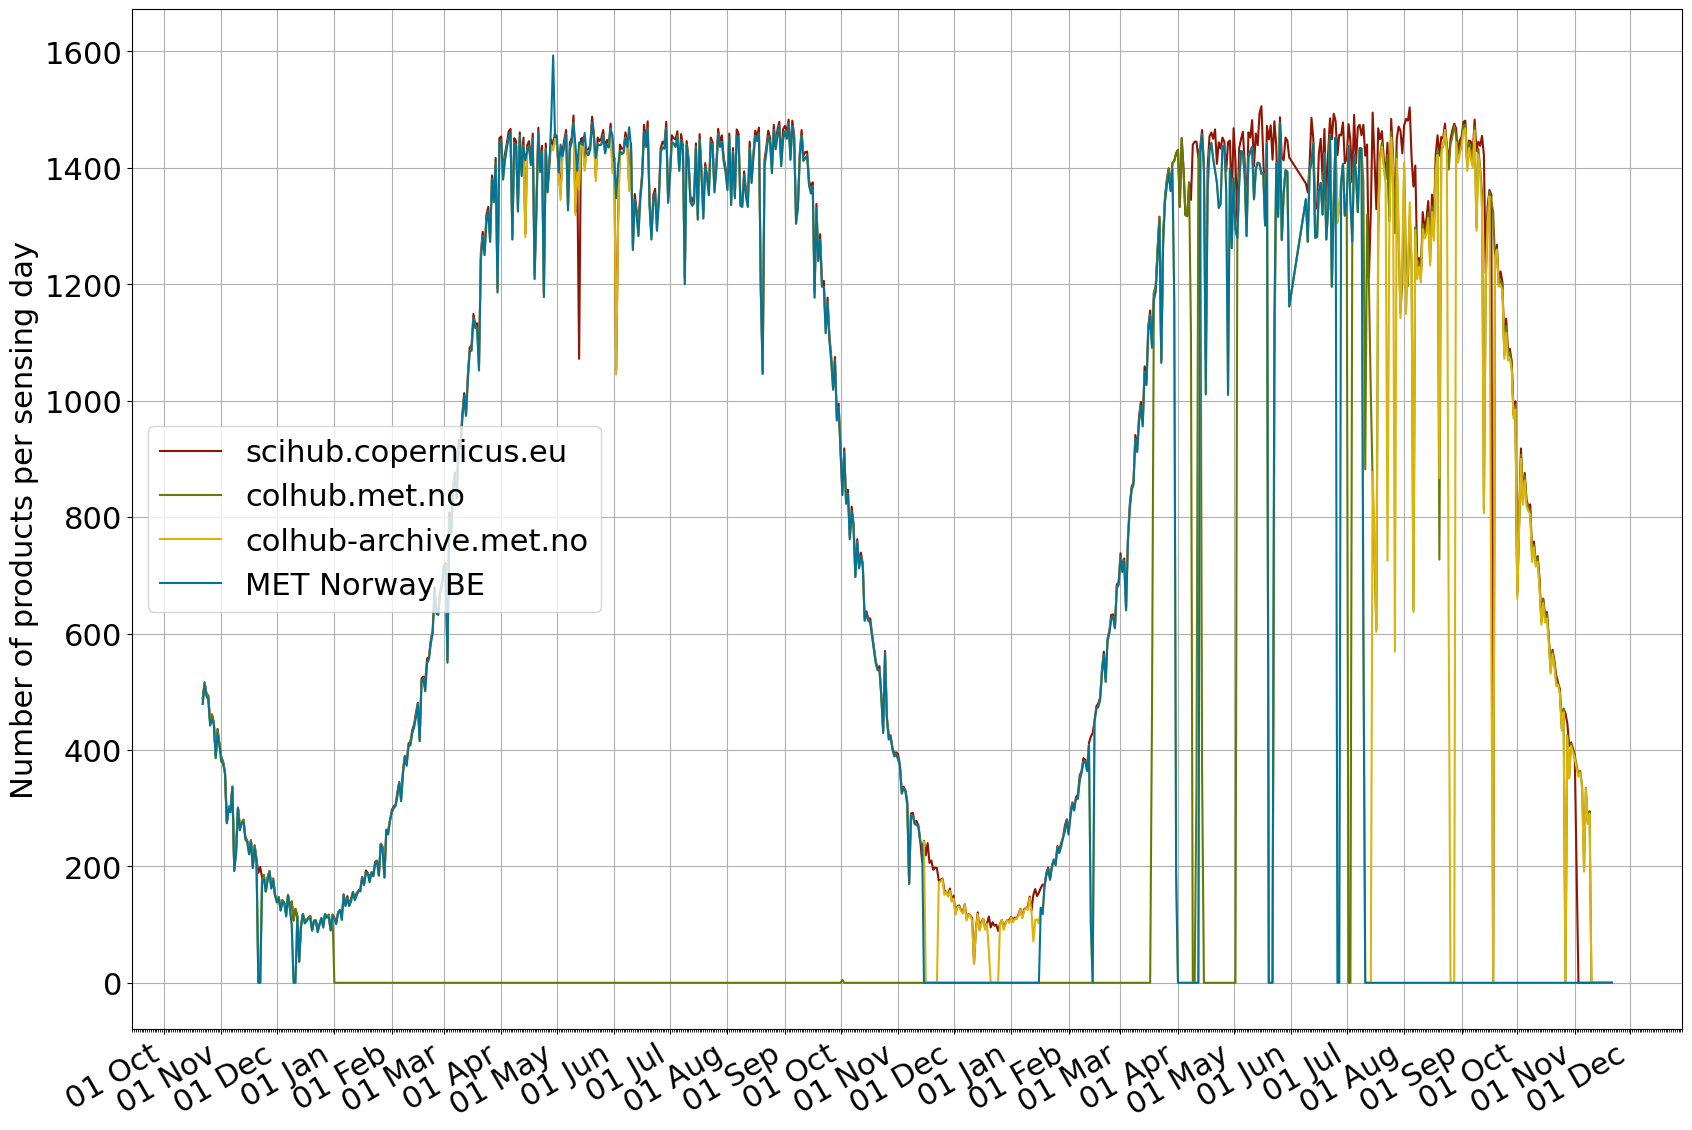 Number of products per sensing day
1600
1400
1200
1000
800
600
400
200
0
scihub.copernicus.eu
colhub.met.no
colhub-archive.met.no
MET Norway BE
01 Oct
01 Nov
01 Dec
01 Jan
01 Feb
01 Mar
01 Apr
01 May
01 Jun
01 Jul
01 Aug
01 Sep
01 Oct
01 Nov
01 Dec
01 Jan
01 Feb
01 Mar
01 Apr
01 May
01 Jun
01 Jul
01 Aug
01 Sep
01 Oct
01 Nov
01 Dec